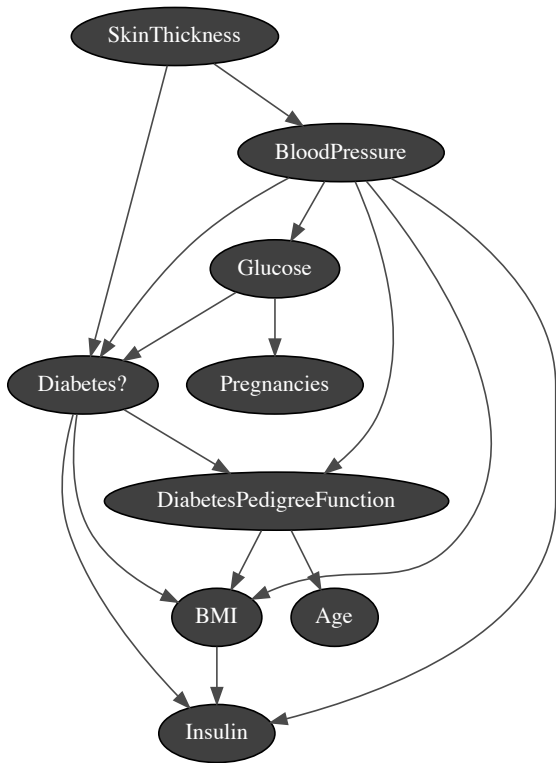 SkinThickness
BloodPressure
Glucose
Diabetes?
Pregnancies
DiabetesPedigreeFunction
BMI
Age
Insulin